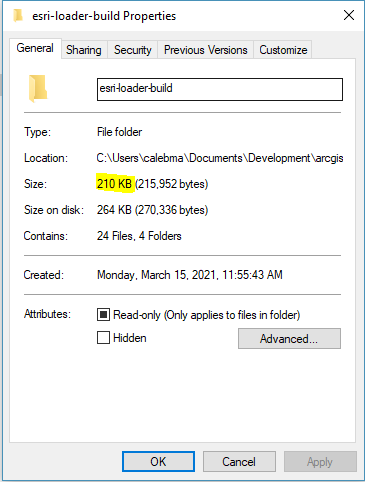 esri-loader-build Properties
General Sharing Security Previous Versions Customize
esri-loader-build
Type: File folder
Location: C:\Users\calebma\Documents\Development\arcgis
Size: 210 KB (215,952 bytes)
Size on disk: 264 KB (270,336 bytes)
Contains: 24 Files, 4 Folders
Created: Monday, March 15, 2021, 11:55:43 AM
Attributes: Read-only (Only applies to files in folder)
Hidden Advanced...
OK Cancel Apply